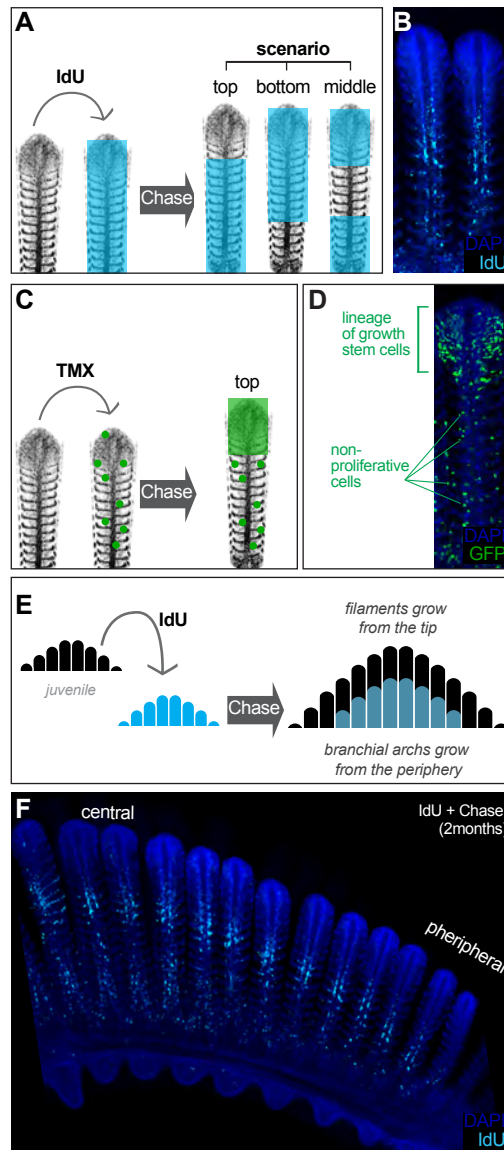 A
IdU
scenario
top
bottom
middle
Chase
B
DAPI
IdU
C
TMX
top
Chase
D
lineage
of growth
stem cells
non-
proliferative
cells
DAPI
GFP
E
IdU
juvenile
Chase
filaments grow
from the tip
branchial archs grow
from the periphery
F
central
IdU + Chase
(2months)
pheripheral
DAPI
IdU